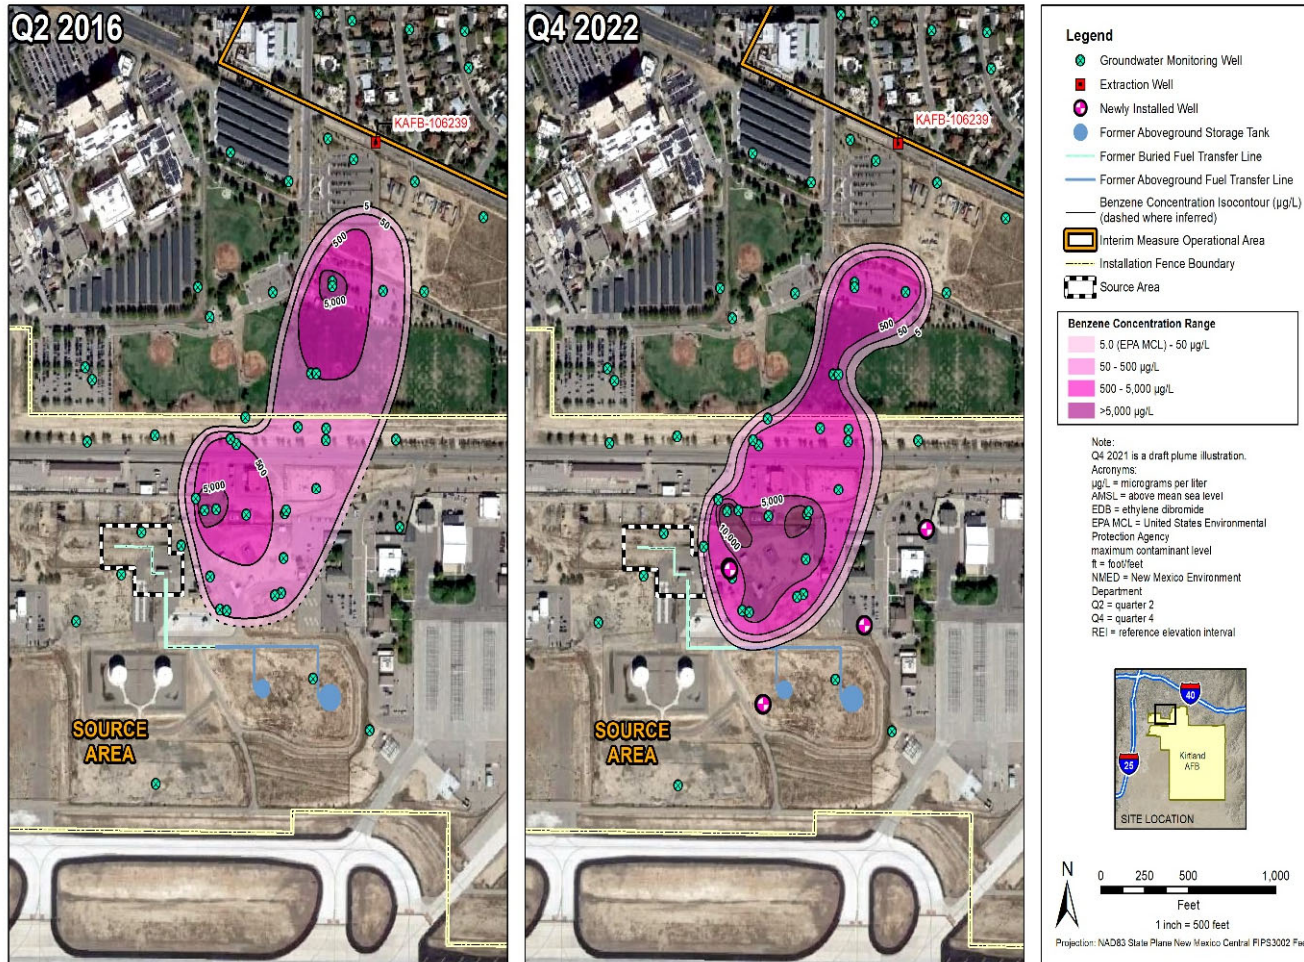 Q2 2016
KAFB-106239
5
50
500
5,000
500
5,000
SOURCE
AREA
Q4 2022
KAFB-106239
500
50
5
5,000
10,000
SOURCE
AREA
Legend
Groundwater Monitoring Well
Extraction Well
Newly Installed Well
Former Aboveground Storage Tank
Former Buried Fuel Transfer Line
Former Aboveground Fuel Transfer Line
Benzene Concentration Isocontour (µg/L)
(dashed where inferred)
Interim Measure Operational Area
Installation Fence Boundary
Source Area
Benzene Concentration Range
5.0 (EPA MCL) - 50 µg/L
50 - 500 µg/L
500 - 5,000 µg/L
>5,000 µg/L
Note:
Q4 2021 is a draft plume illustration.
Acronyms:
µg/L = micrograms per liter
AMSL = above mean sea level
EDB = ethylene dibromide
EPA MCL = United States Environmental
Protection Agency
maximum contaminant level
ft = foot/feet
NMED = New Mexico Environment
Department
Q2 = quarter 2
Q4 = quarter 4
REI = reference elevation interval
40
25
Kirtland
AFB
SITE LOCATION
N
0 250 500 1,000
Feet
1 inch = 500 feet
Projection: NAD83 State Plane New Mexico Central FIPS3002 Fee